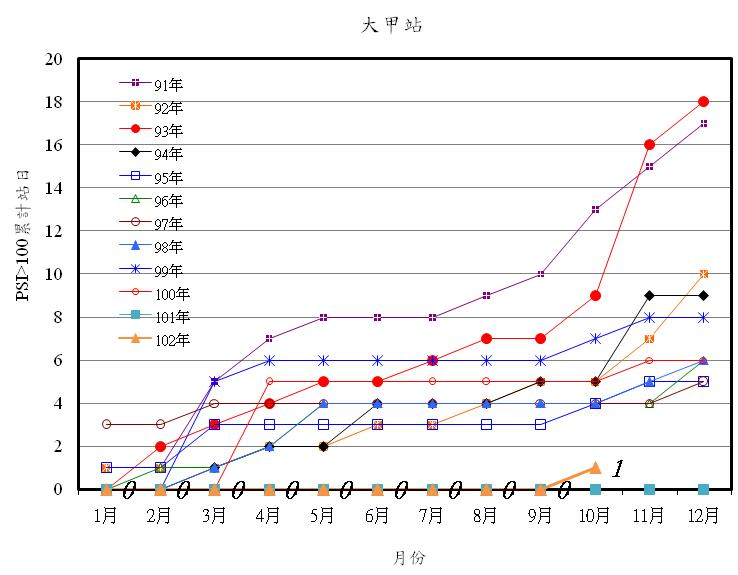 大甲站
PSI>100累計站日
20
18
16
14
12
10
8
6
4
2
0
91年
92年
93年
94年
95年
96年
97年
98年
99年
100年
101年
102年
0 0 0 0 0 0 0 0 0 1
1月 2月 3月 4月 5月 6月 7月 8月 9月 10月 11月 12月
月份